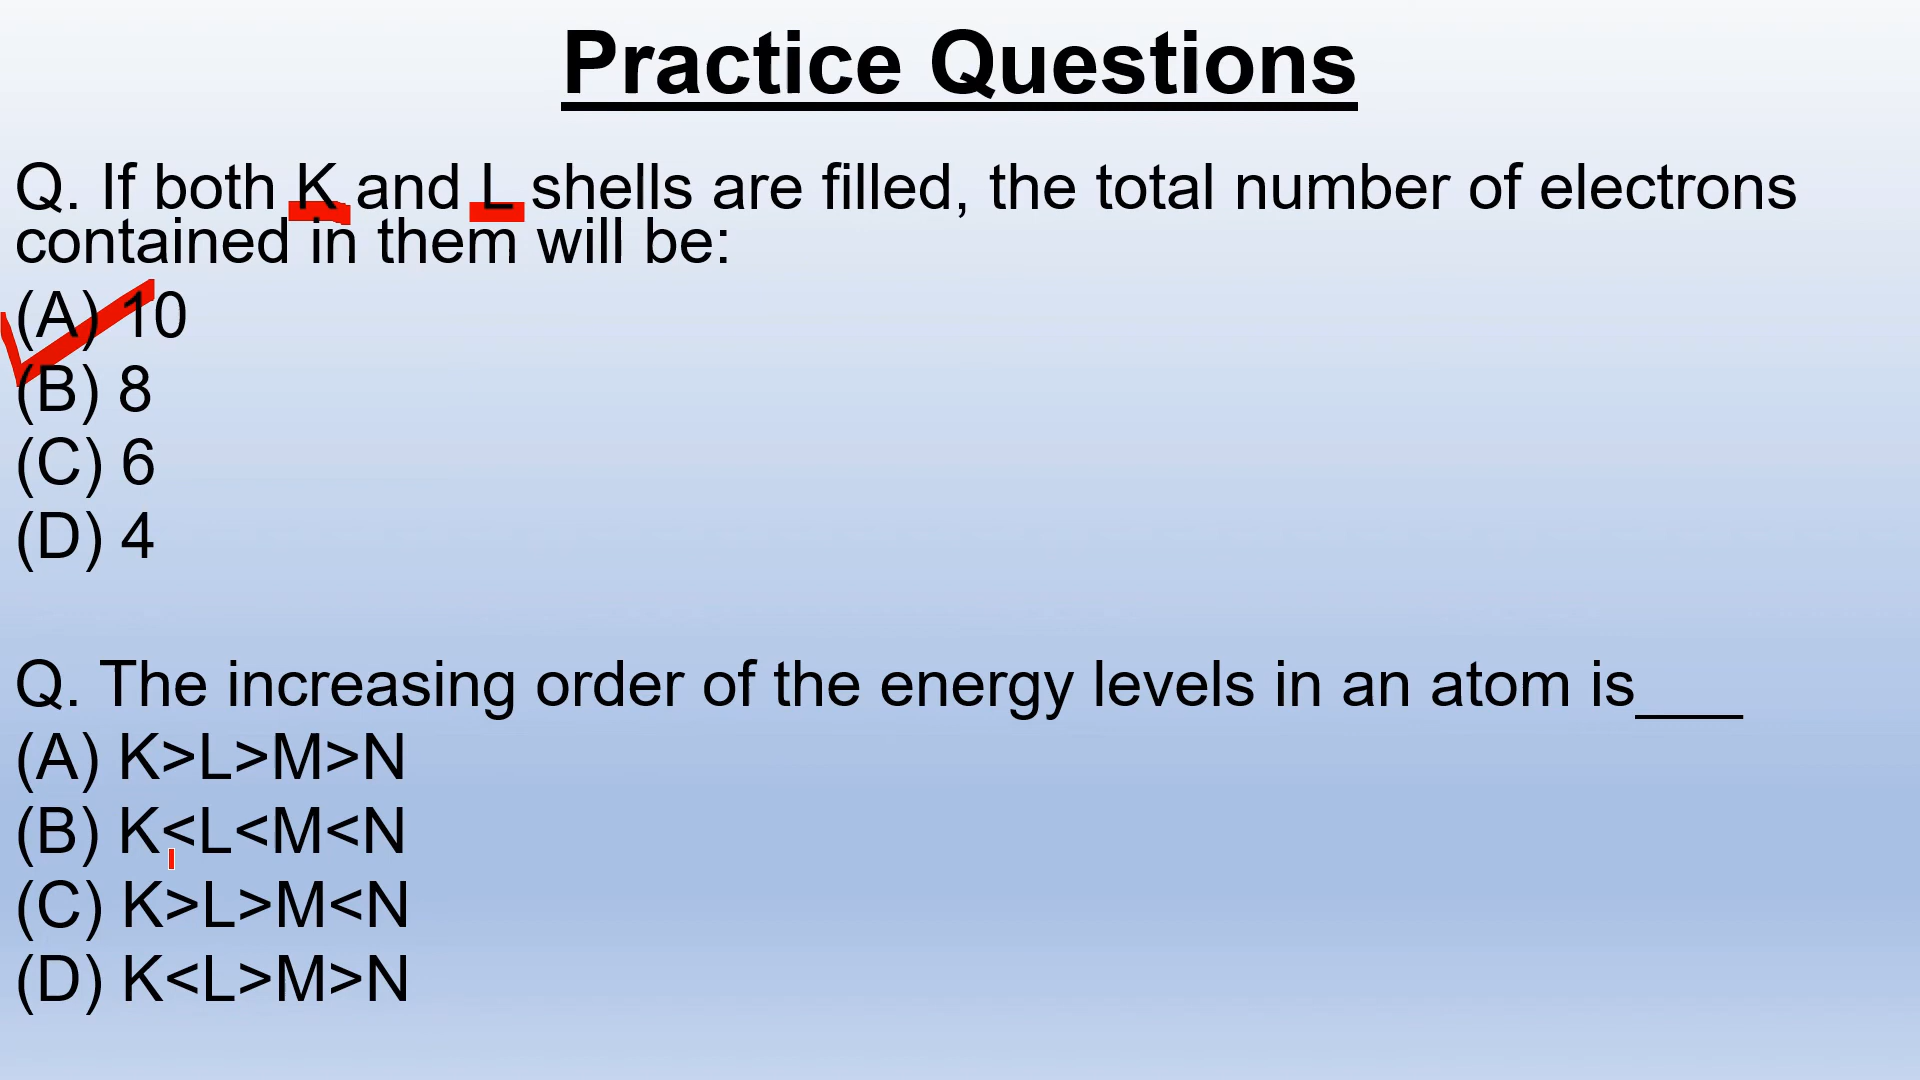 Practice Questions
Q. If both K and L shells are filled, the total number of electrons
contained in them will be:
(A) 10
(B) 8
(C) 6
(D) 4
Q. The increasing order of the energy levels in an atom is____
(A) K>L>M>N
(B) K<L<M<N
(C) K>L>M<N
(D) K<L>M>N